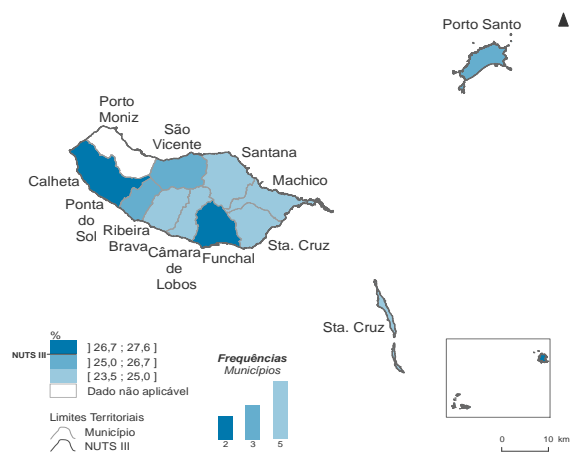 Porto Santo
Porto
Moniz
São
Vicente
Santana
Machico
Calheta
Ponta
do
Sol
Ribeira
Brava
Câmara
de
Lobos
Funchal
Sta. Cruz
Sta. Cruz
%
NUTS III
] 26,7 ; 27,6 ]
] 25,0 ; 26,7 ]
[ 23,5 ; 25,0 ]
Dado não aplicável
Limites Territoriais
Município
NUTS III
Frequências
Municípios
2 3 5
0 10 km